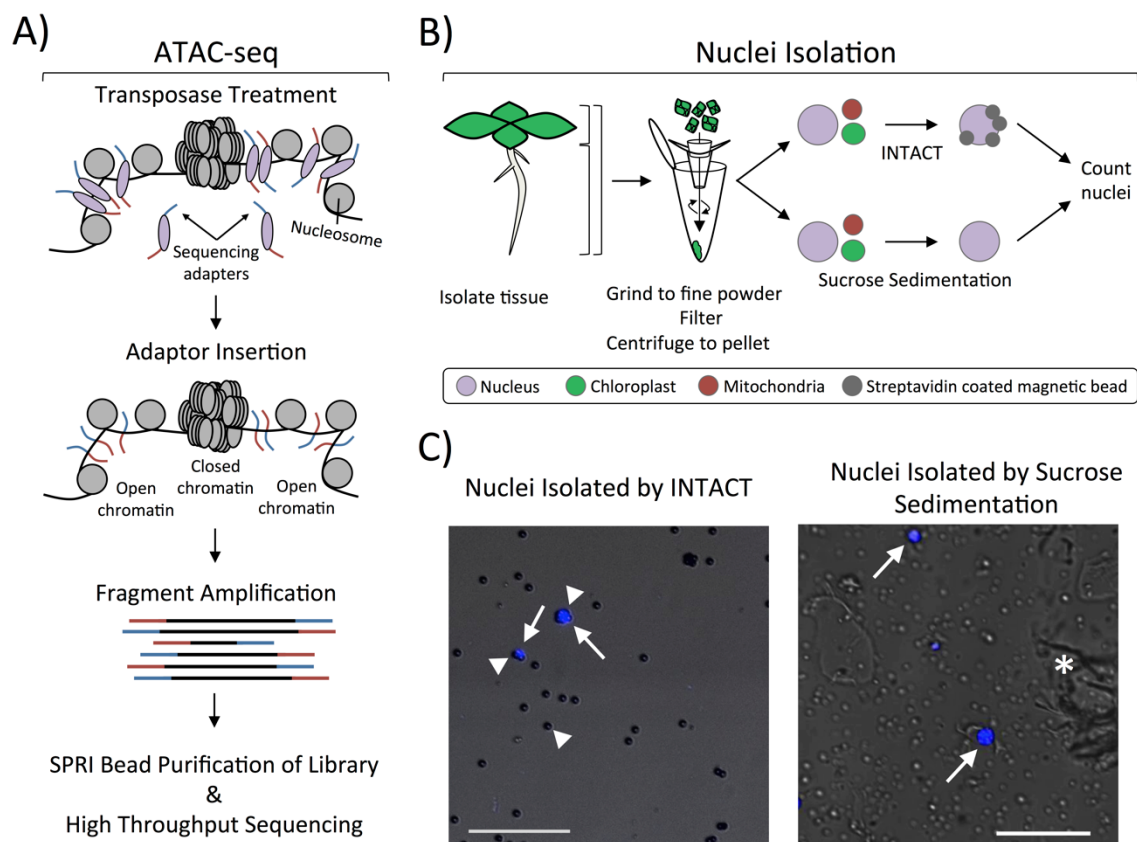 A)
ATAC-seq
Transposase Treatment
Nucleosome
Sequencing
adapters
Adaptor Insertion
Closed
chromatin
Open
chromatin
Open
chromatin
Fragment Amplification
SPRI Bead Purification of Library
&
High Throughput Sequencing
B)
Nuclei Isolation
INTACT
Count
nuclei
Sucrose Sedimentation
Isolate tissue
Grind to fine powder
Filter
Centrifuge to pellet
Nucleus
Chloroplast
Mitochondria
Streptavidin coated magnetic bead
C)
Nuclei Isolated by INTACT
Nuclei Isolated by Sucrose
Sedimentation
*